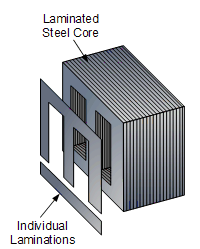 Laminated
Steel Core
Individual
Laminations